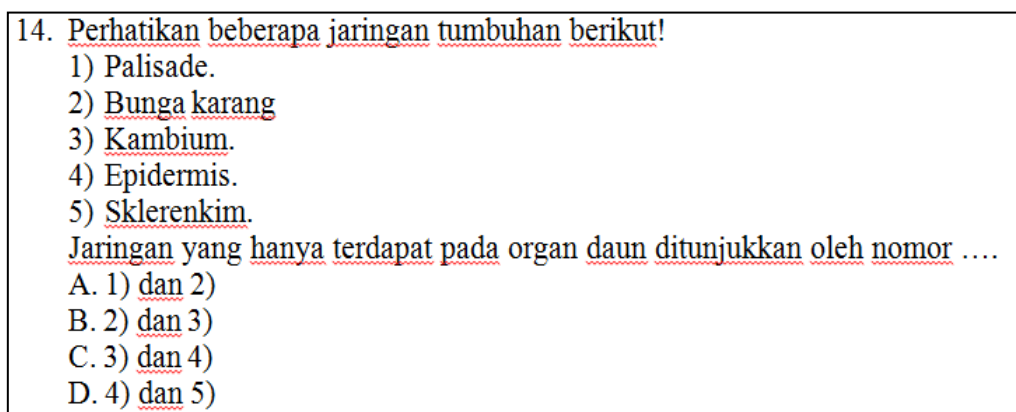 14. Perhatikan beberapa jaringan tumbuhan berikut!
1) Palisade.
2) Bunga karang
3) Kambium.
4) Epidermis.
5) Sklerenkim.
Jaringan yang hanya terdapat pada organ daun ditunjukkan oleh nomor ….
A. 1) dan 2)
B. 2) dan 3)
C. 3) dan 4)
D. 4) dan 5)